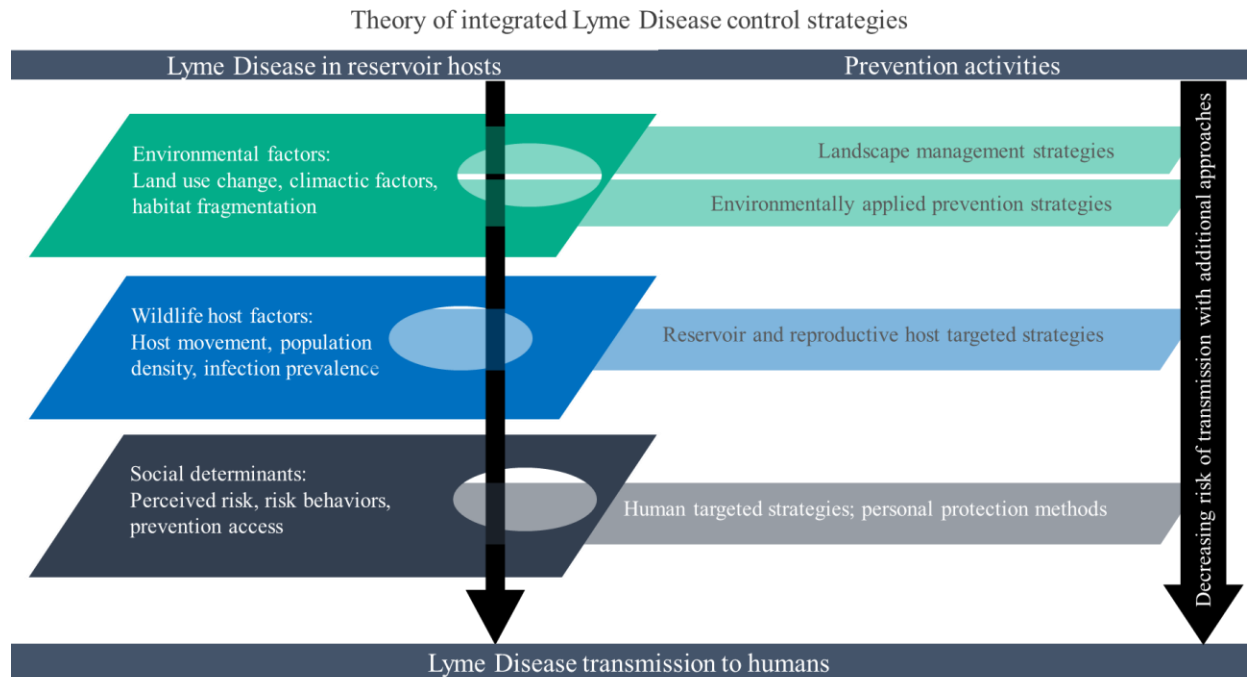 Theory of integrated Lyme Disease control strategies
Lyme Disease in reservoir hosts
Prevention activities
Environmental factors:
Land use change, climactic factors,
habitat fragmentation
Landscape management strategies
Environmentally applied prevention strategies
Wildlife host factors:
Host movement, population
density, infection prevalence
Reservoir and reproductive host targeted strategies
Social determinants:
Perceived risk, risk behaviors,
prevention access
Human targeted strategies; personal protection methods
Decreasing risk of transmission with additional approaches
Lyme Disease transmission to humans